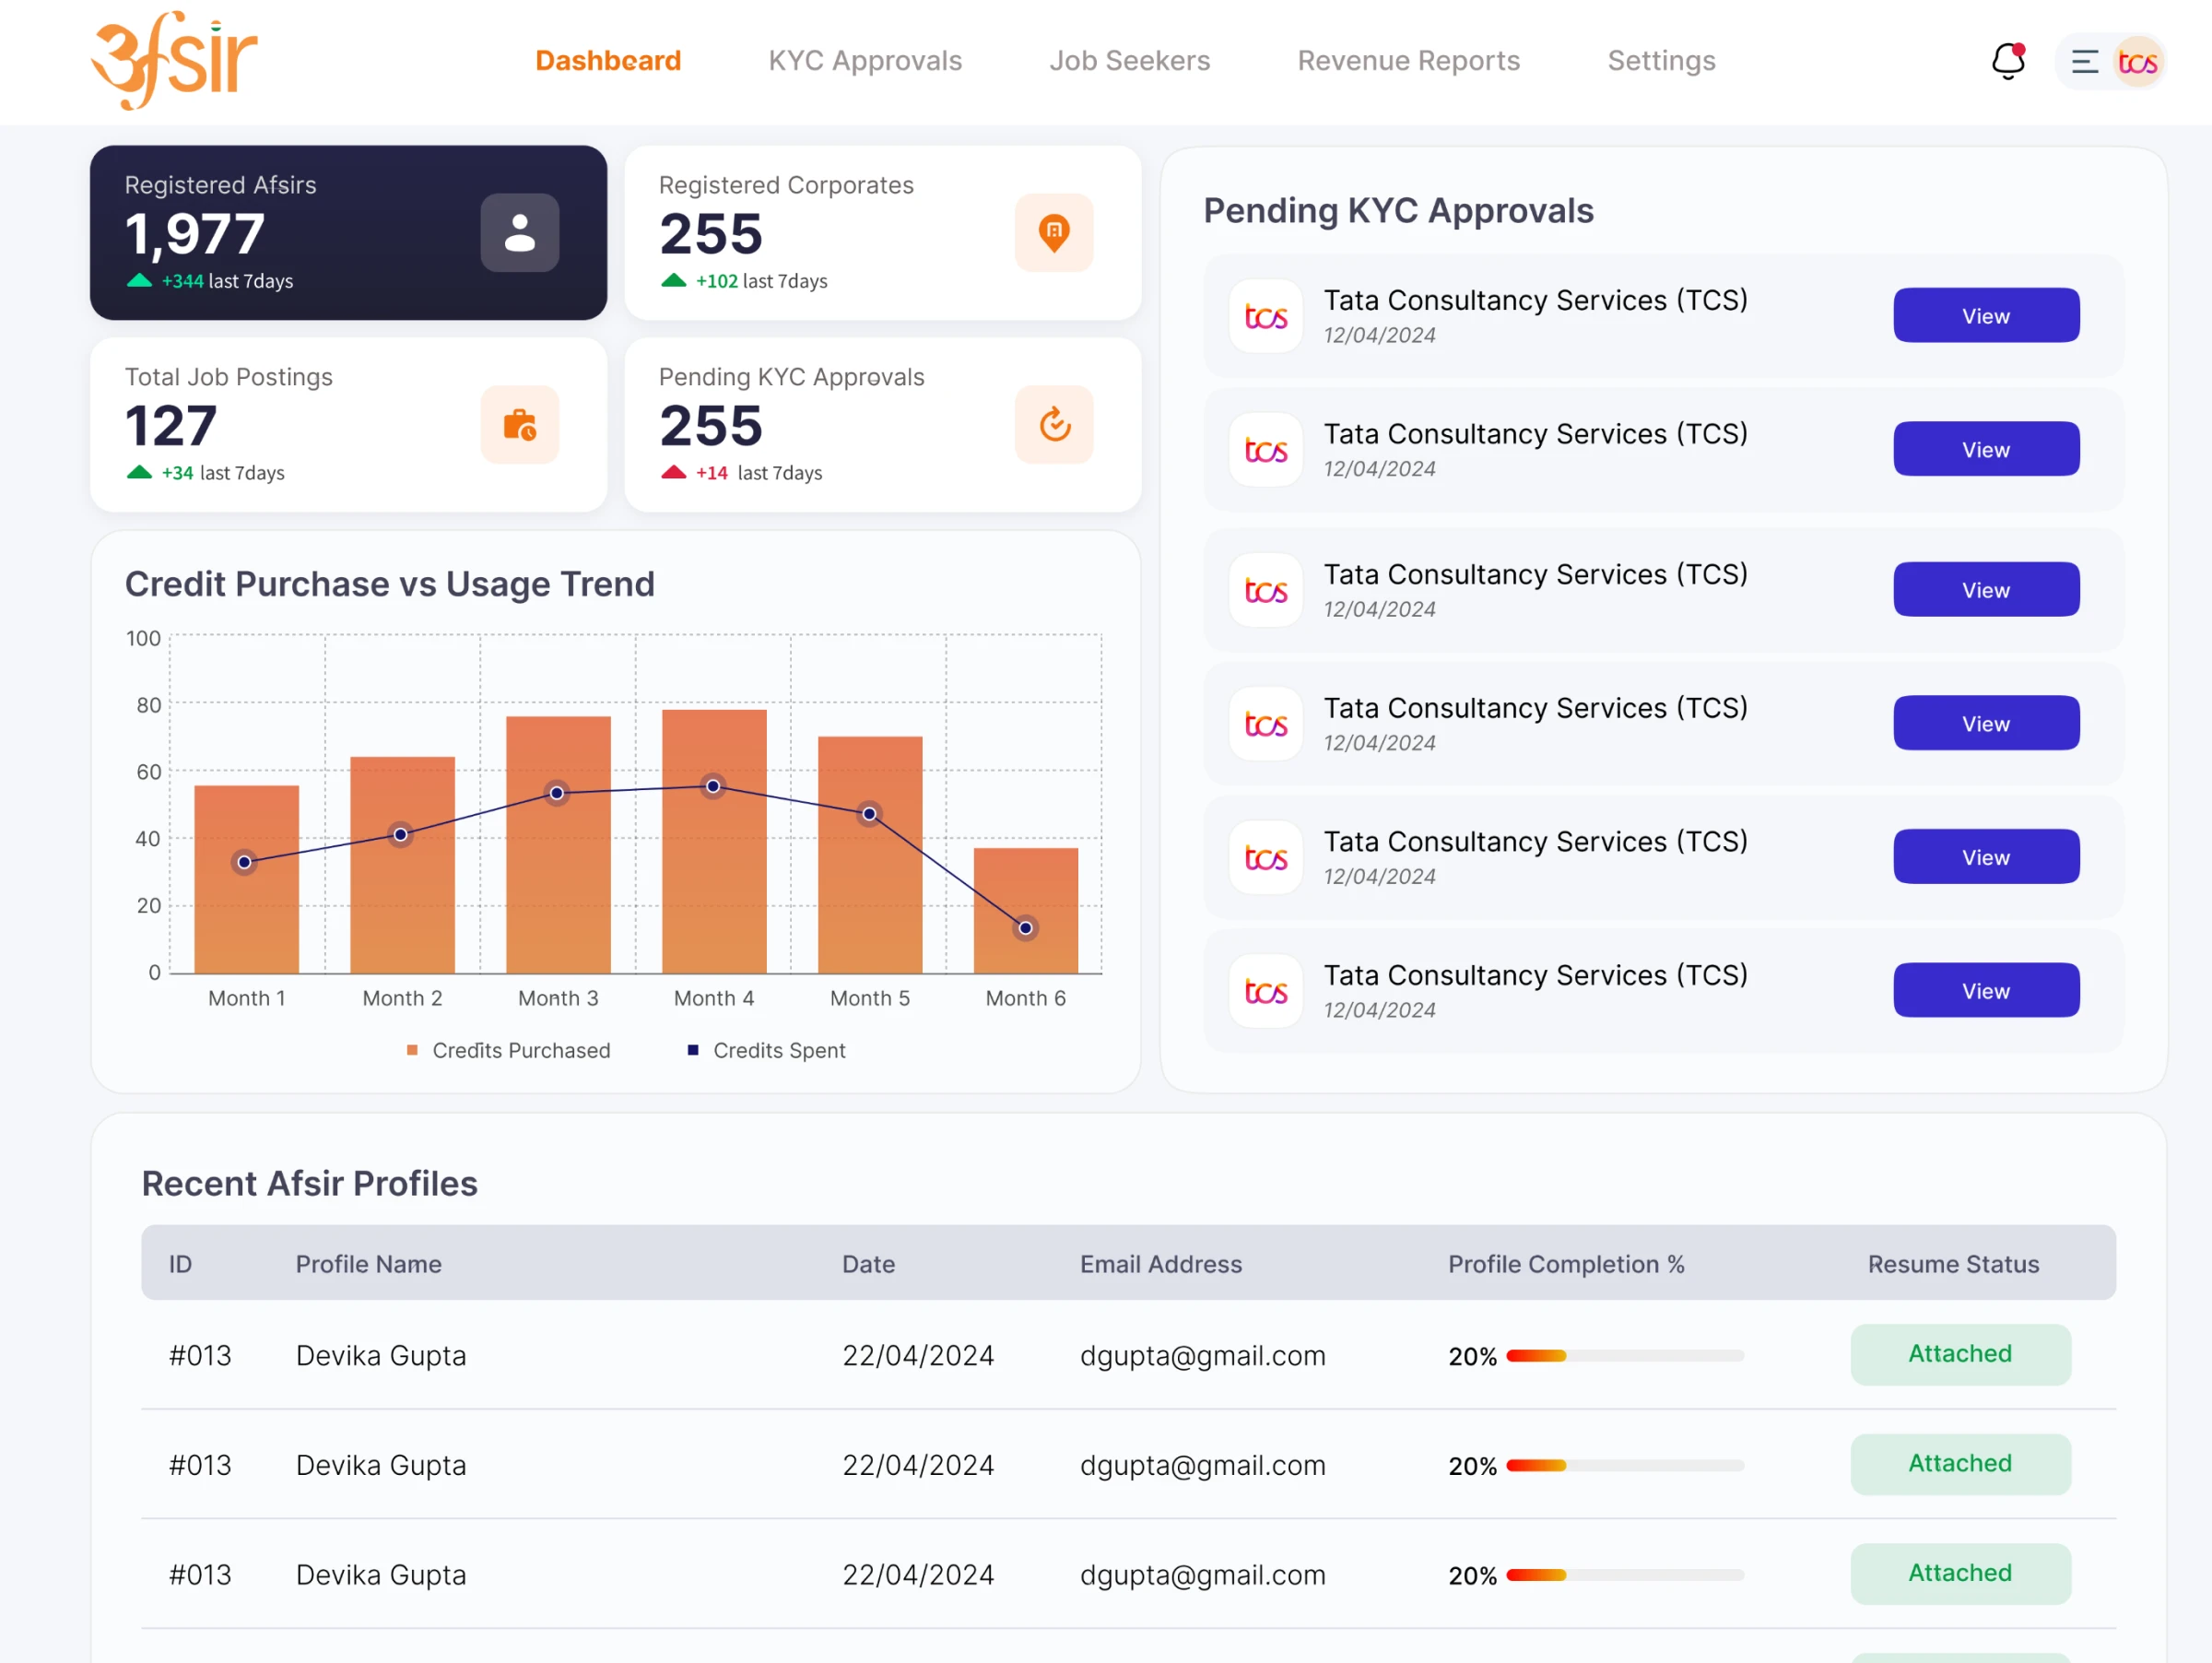 3fsir
Dashboard
KYC Approvals
Job Seekers
Revenue Reports
Settings
tcs
Registered Afsirs
1,977
+344 last 7days
Registered Corporates
255
+102 last 7days
Total Job Postings
127
+34 last 7days
Pending KYC Approvals
255
+14 last 7days
Credit Purchase vs Usage Trend
100
80
60
40
20
0
Month 1
Month 2
Month 3
Month 4
Month 5
Month 6
Credits Purchased
Credits Spent
Pending KYC Approvals
tcs
Tata Consultancy Services (TCS)
12/04/2024
View
tcs
Tata Consultancy Services (TCS)
12/04/2024
View
tcs
Tata Consultancy Services (TCS)
12/04/2024
View
tcs
Tata Consultancy Services (TCS)
12/04/2024
View
tcs
Tata Consultancy Services (TCS)
12/04/2024
View
tcs
Tata Consultancy Services (TCS)
12/04/2024
View
Recent Afsir Profiles
ID Profile Name Date Email Address Profile Completion % Resume Status
#013 Devika Gupta 22/04/2024 dgupta@gmail.com 20% Attached
#013 Devika Gupta 22/04/2024 dgupta@gmail.com 20% Attached
#013 Devika Gupta 22/04/2024 dgupta@gmail.com 20% Attached